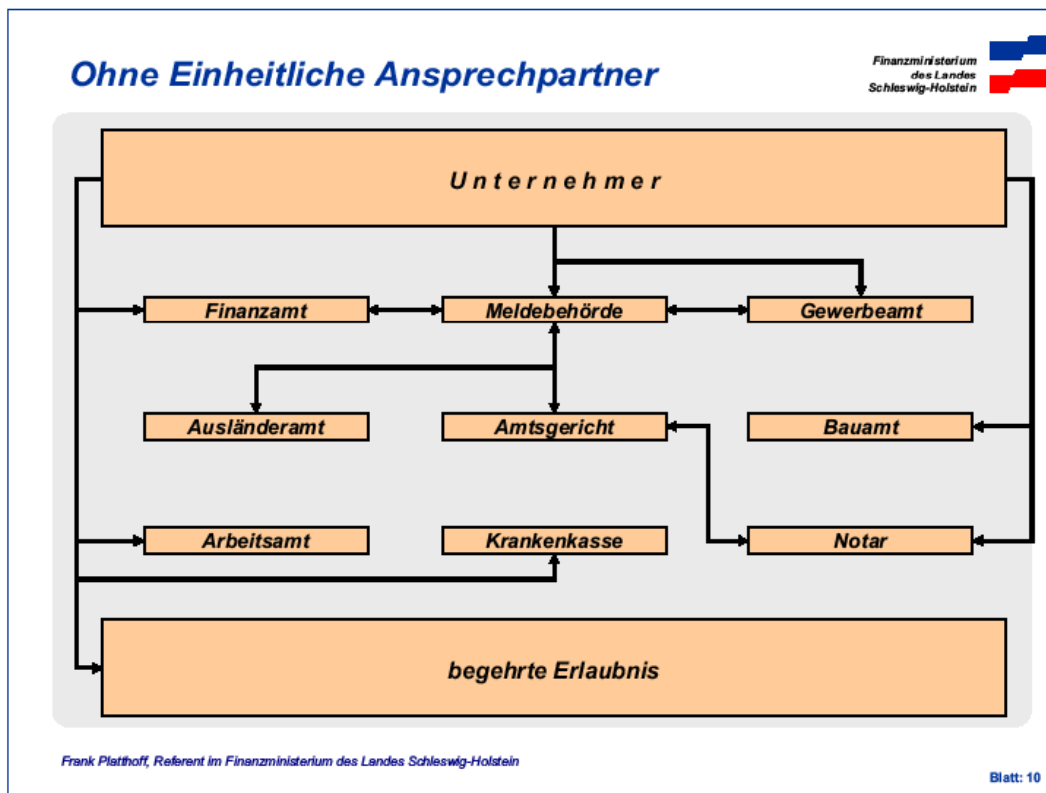 Ohne Einheitliche Ansprechpartner
Finanzministerium
des Landes
Schleswig-Holstein
Unternehmer
Finanzamt
Meldebehörde
Gewerbeamt
Ausländeramt
Amtsgericht
Bauamt
Arbeitsamt
Krankenkasse
Notar
begehrte Erlaubnis
Frank Platthoff, Referent im Finanzministerium des Landes Schleswig-Holstein
Blatt: 10